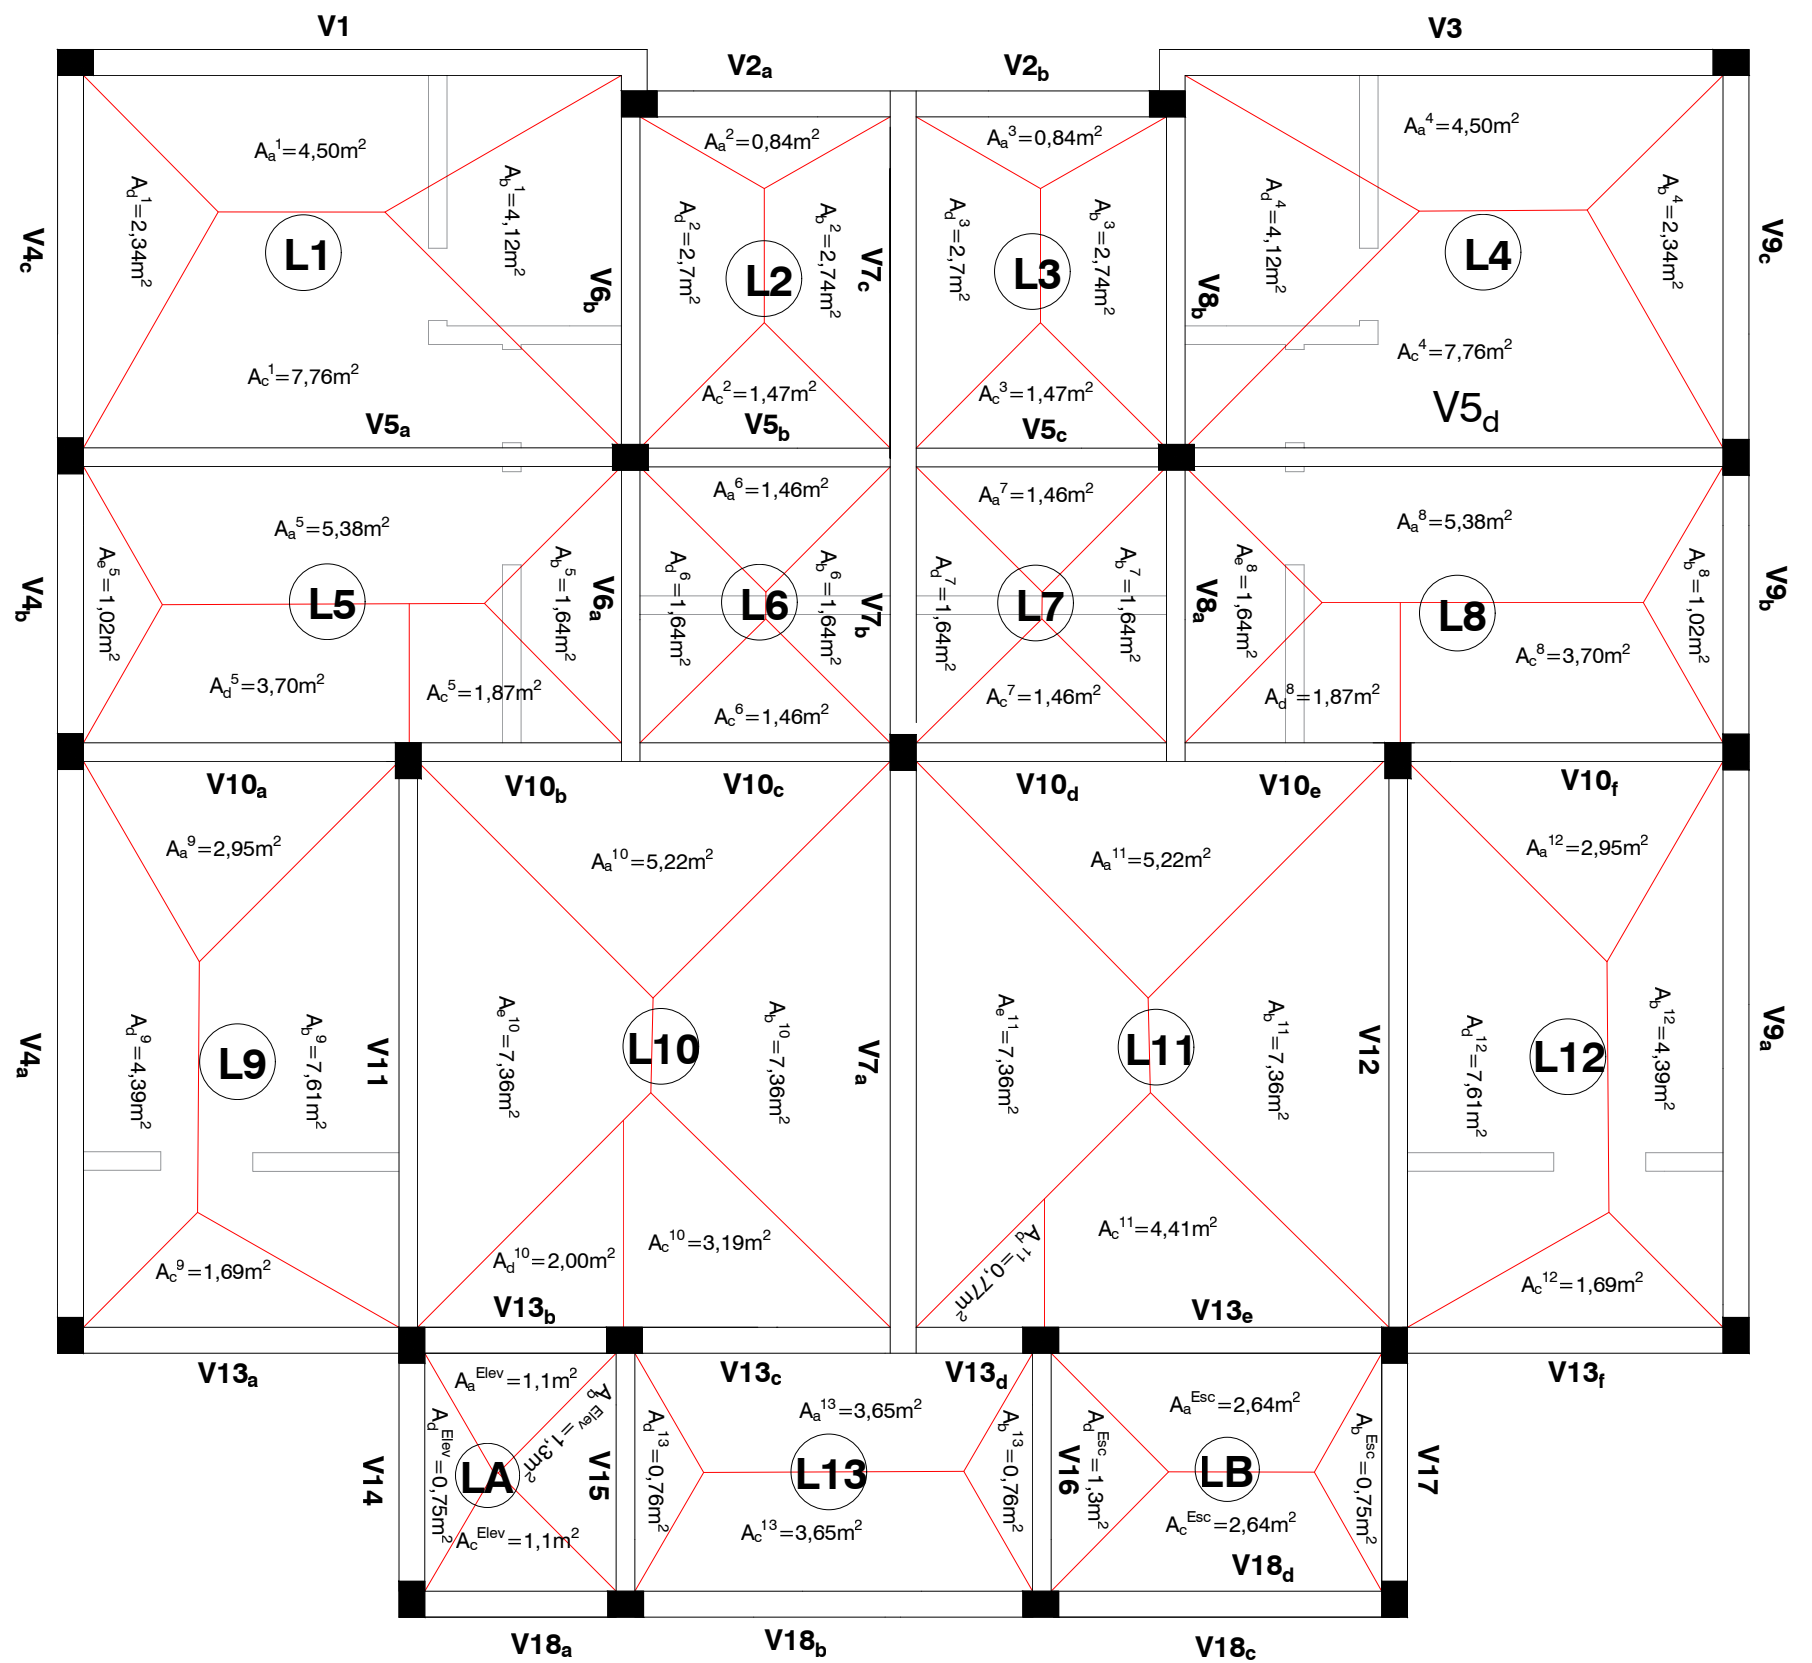 V1
V3
V2a
V2b
Aa1=4,50m2
Aa2=0,84m2
Aa3=0,84m2
Aa4=4,50m2
Ad1=2,34m2
Ab1=4,12m2
Ad2=2,7m2
Ab2=2,74m2
Ad3=2,7m2
Ab3=2,74m2
Ad4=4,12m2
Ab4=2,34m2
V4c
L1
V6b
L2
V7c
L3
V8b
L4
V9c
Ac1=7,76m2
Ac2=1,47m2
Ac3=1,47m2
Ac4=7,76m2
V5a
V5b
V5c
V5d
Aa5=5,38m2
Aa6=1,46m2
Aa7=1,46m2
Aa8=5,38m2
V4b
Ae5=1,02m2
L5
Ab5=1,64m2
V6a
Ad6=1,64m2
L6
Ab6=1,64m2
V7b
Ad7=1,64m2
L7
Ab7=1,64m2
V8a
Ae8=1,64m2
L8
Ab8=1,02m2
V9b
Ad5=3,70m2
Ac5=1,87m2
Ac6=1,46m2
Ac7=1,46m2
Ad8=1,87m2
Ac8=3,70m2
V10a
V10b
V10c
V10d
V10e
V10f
Aa9=2,95m2
Aa10=5,22m2
Aa11=5,22m2
Aa12=2,95m2
V4a
Ad9=4,39m2
L9
Ab9=7,61m2
V11
Ae10=7,36m2
L10
Ab10=7,36m2
V7a
Ae11=7,36m2
L11
Ab11=7,36m2
V12
Ad12=7,61m2
L12
Ab12=4,39m2
V9a
Ac9=1,69m2
Ad10=2,00m2
Ac10=3,19m2
Ad11=0,77m2
Ac11=4,41m2
Ac12=1,69m2
V13b
V13e
V13a
V13c
V13d
V13f
AaElev=1,1m2
Aa13=3,65m2
AaEsc=2,64m2
V14
AdElev=0,75m2
LA
AbElev=1,3m2
V15
Ad13=0,76m2
L13
Ab13=0,76m2
V16
AdEsc=1,3m2
LB
AbEsc=0,75m2
V17
AcElev=1,1m2
Ac13=3,65m2
AcEsc=2,64m2
V18d
V18a
V18b
V18c